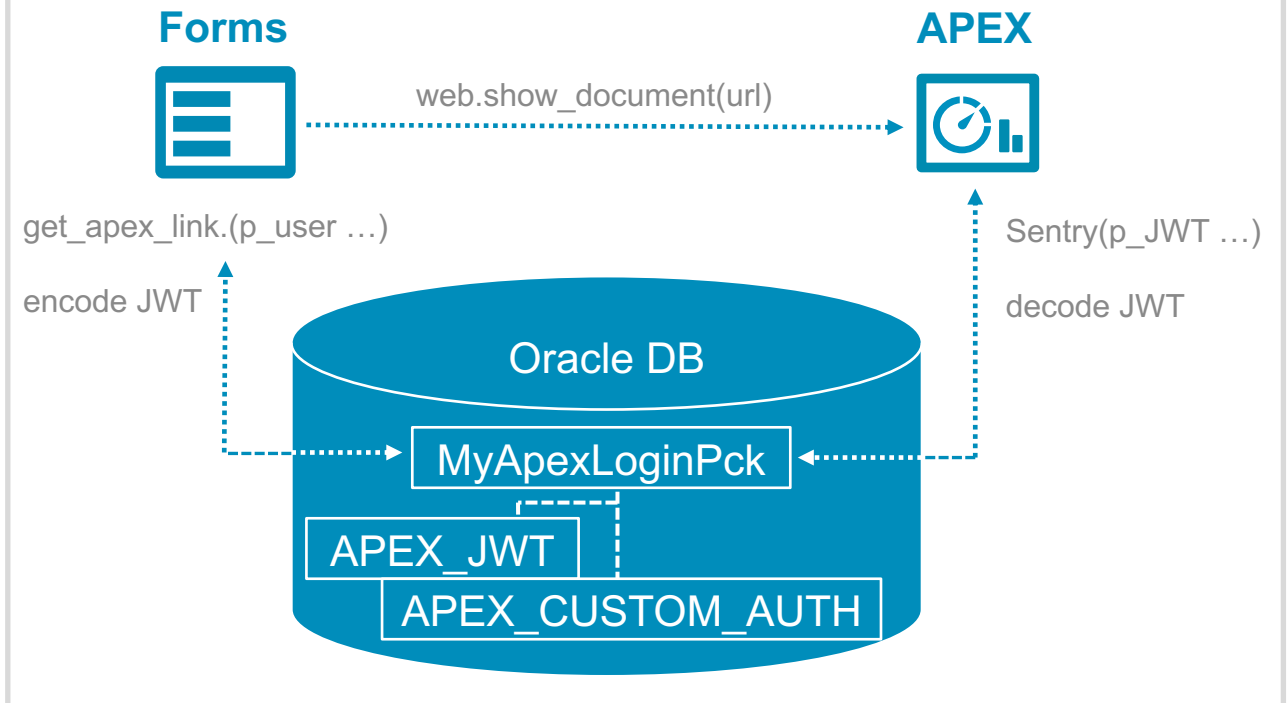 Forms
APEX
web.show_document(url)
get_apex_link.(p_user …)
Sentry(p_JWT …)
encode JWT
decode JWT
Oracle DB
MyApexLoginPck
APEX_JWT
APEX_CUSTOM_AUTH